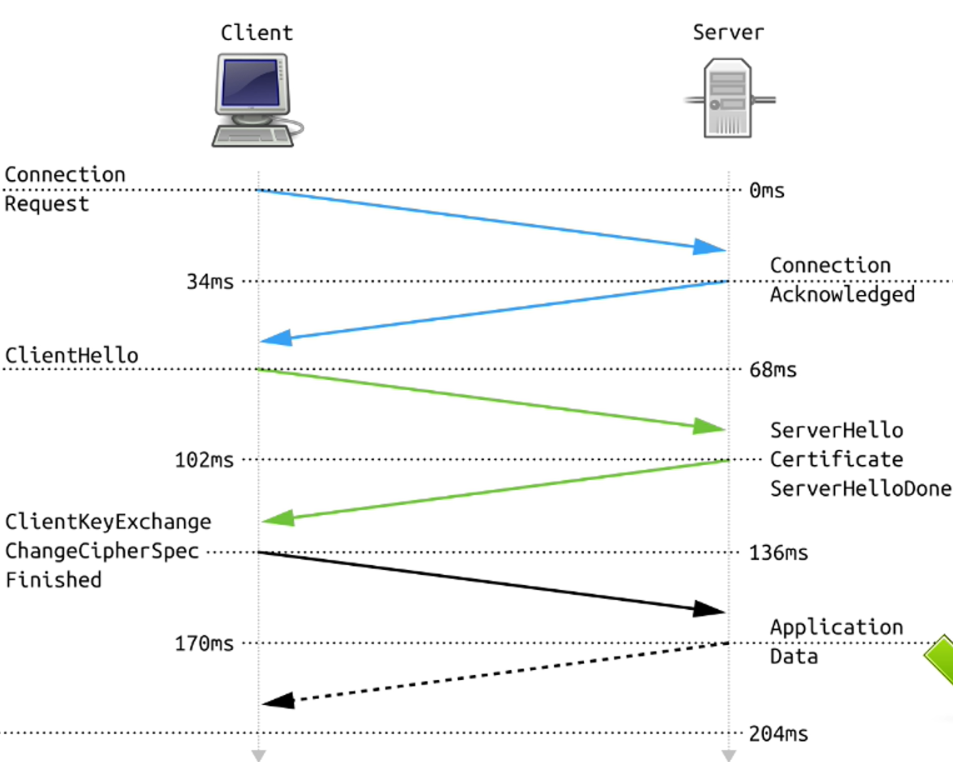 Client
Server
Connection
Request
0ms
34ms
Connection
Acknowledged
ClientHello
68ms
102ms
ServerHello
Certificate
ServerHelloDone
ClientKeyExchange
ChangeCipherSpec
Finished
136ms
170ms
Application
Data
204ms